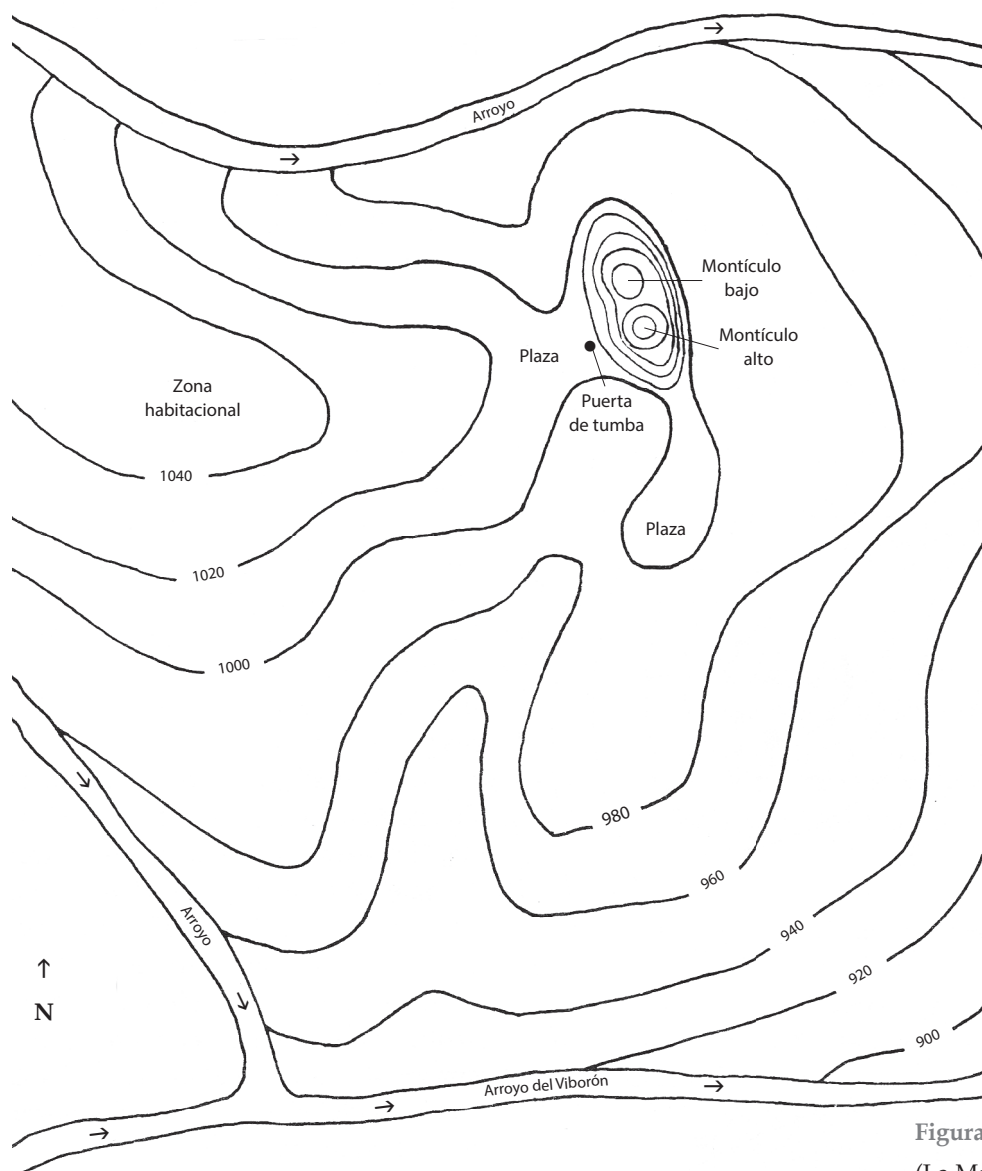 →
Arroyo
→
Montículo
bajo
Montículo
alto
Plaza
Zona
habitacional
Puerta
de tumba
1040
Plaza
1020
1000
→
980
960
Arroyo
940
↑
N
920
→
900
Arroyo del Viborón
→
→
→
Figura